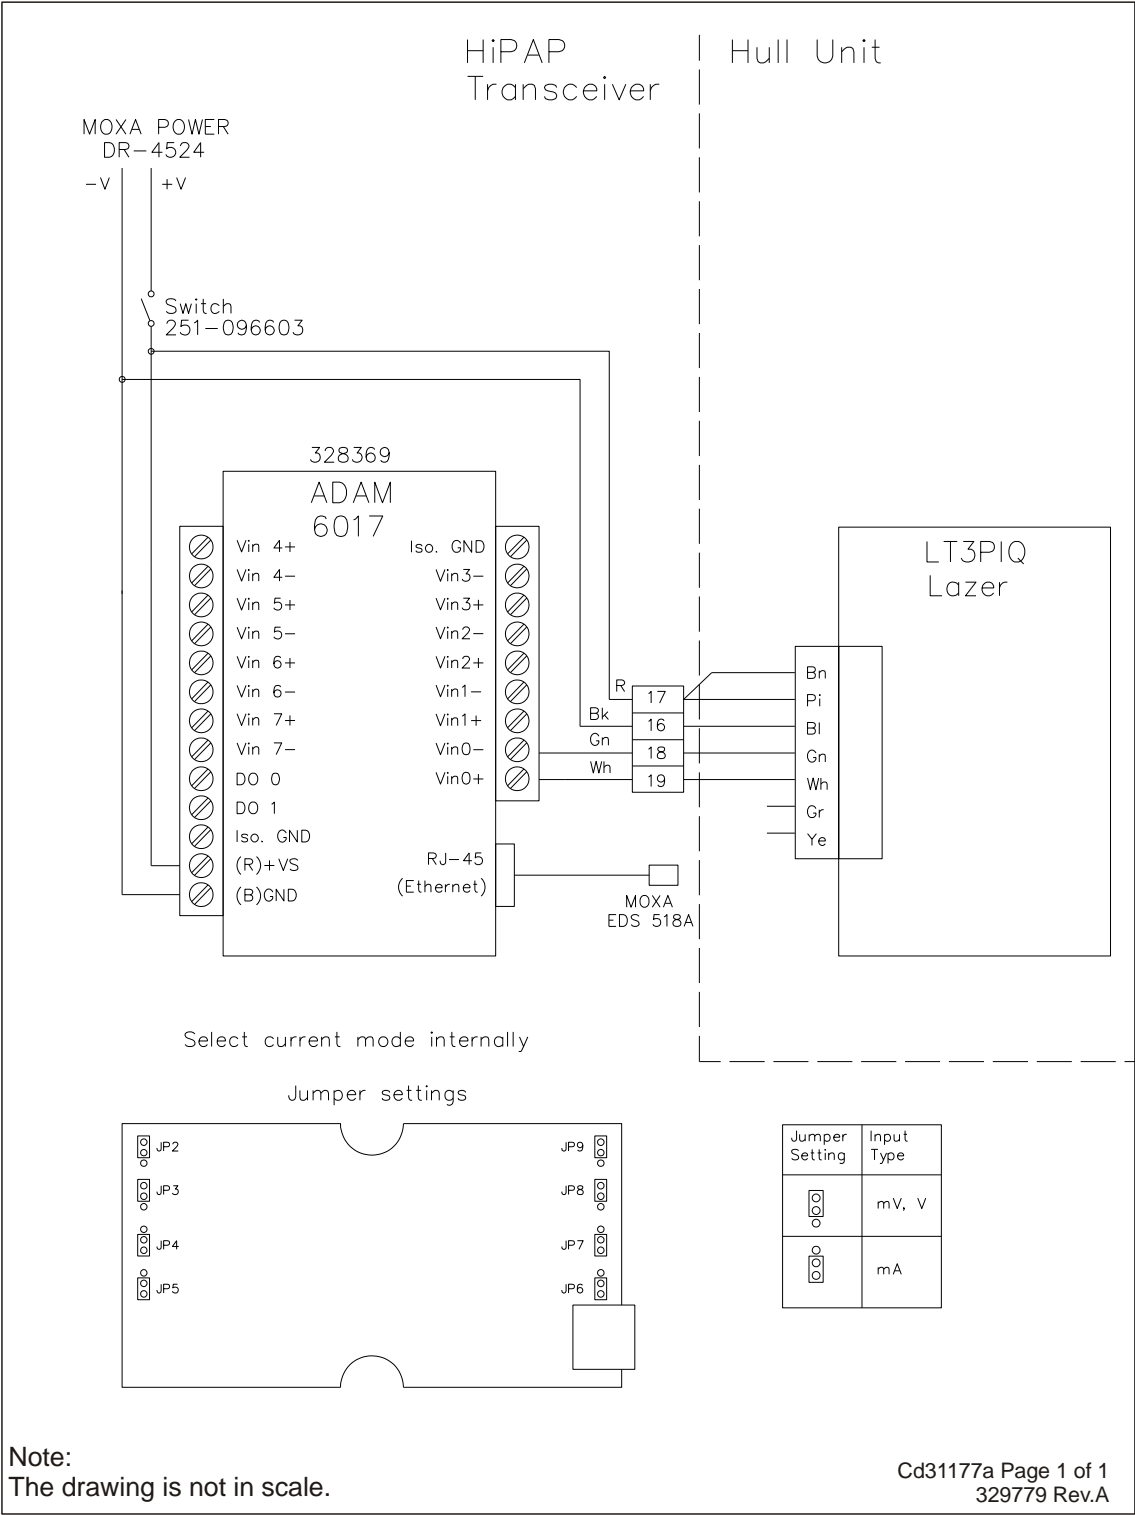 HiPAP
Transceiver
Hull Unit
MOXA POWER
DR-4524
-V
+V
Switch
251-096603
328369
ADAM
6017
Vin 4+
Vin 4-
Vin 5+
Vin 5-
Vin 6+
Vin 6-
Vin 7+
Vin 7-
DO 0
DO 1
Iso. GND
(R)+VS
(B)GND
Iso. GND
Vin3-
Vin3+
Vin2-
Vin2+
Vin1-
Vin1+
Vin0-
Vin0+
RJ-45
(Ethernet)
R
Bk
Gn
Wh
17
16
18
19
MOXA
EDS 518A
LT3PIQ
Lazer
Bn
Pi
Bl
Gn
Wh
Gr
Ye
Select current mode internally
Jumper settings
JP2
JP3
JP4
JP5
JP9
JP8
JP7
JP6
Jumper Setting
Input Type
mV, V
mA
Note:
The drawing is not in scale.
Cd31177a Page 1 of 1
329779 Rev.A